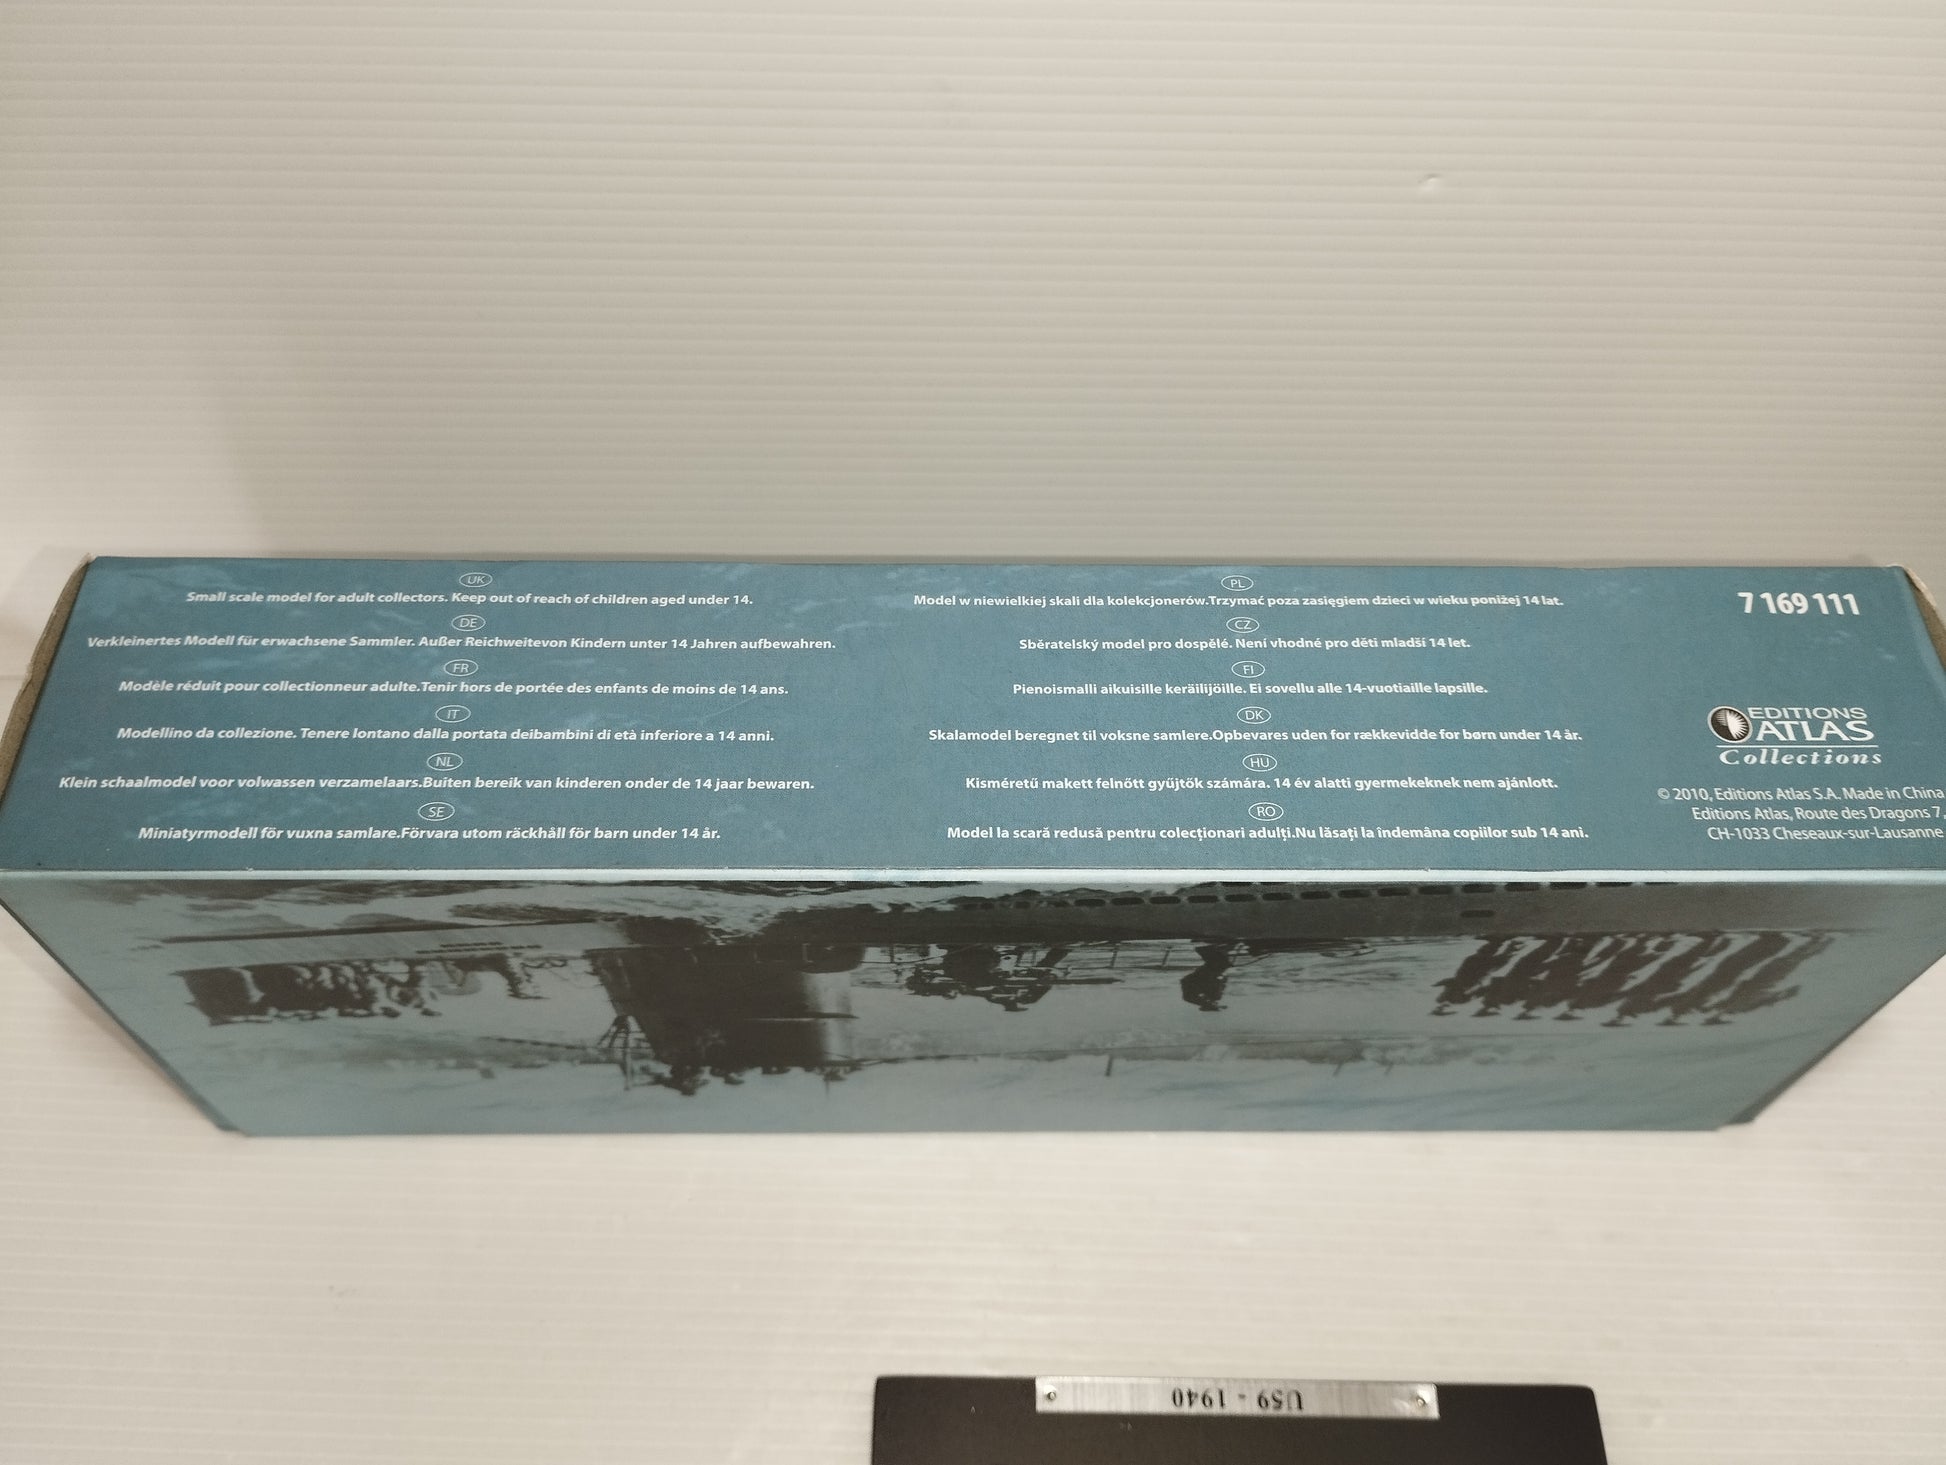 UK
Small scale model for adult collectors. Keep out of reach of children aged under 14.
DE
Verkleinertes Modell für erwachsene Sammler. Außer Reichweitevon Kindern unter 14 Jahren aufbewahren.
FR
Modèle réduit pour collectionneur adulte.Tenir hors de portée des enfants de moins de 14 ans.
IT
Modellino da collezione. Tenere lontano dalla portata deibambini di età inferiore a 14 anni.
NL
Klein schaalmodel voor volwassen verzamelaars.Buiten bereik van kinderen onder de 14 jaar bewaren.
SE
Miniatyrmodell för vuxna samlare.Förvara utom räckhåll för barn under 14 år.
PL
Model w niewielkiej skali dla kolekcjonerów.Trzymać poza zasięgiem dzieci w wieku poniżej 14 lat.
CZ
Sběratelský model pro dospělé. Není vhodné pro děti mladší 14 let.
FI
Pienoismalli aikuisille keräilijöille. Ei sovellu alle 14-vuotiaille lapsille.
DK
Skalamodel beregnet til voksne samlere.Opbevares uden for rækkevidde for børn under 14 år.
HU
Kisméretű makett felnőtt gyűjtők számára. 14 év alatti gyermekeknek nem ajánlott.
RO
Model la scară redusă pentru colecționari adulți.Nu lăsați la îndemâna copiilor sub 14 ani.
7 169 111
EDITIONS
ATLAS
Collections
© 2010, Editions Atlas S.A. Made in China
Editions Atlas, Route des Dragons 7,
CH-1033 Cheseaux-sur-Lausanne
U59 - 1940